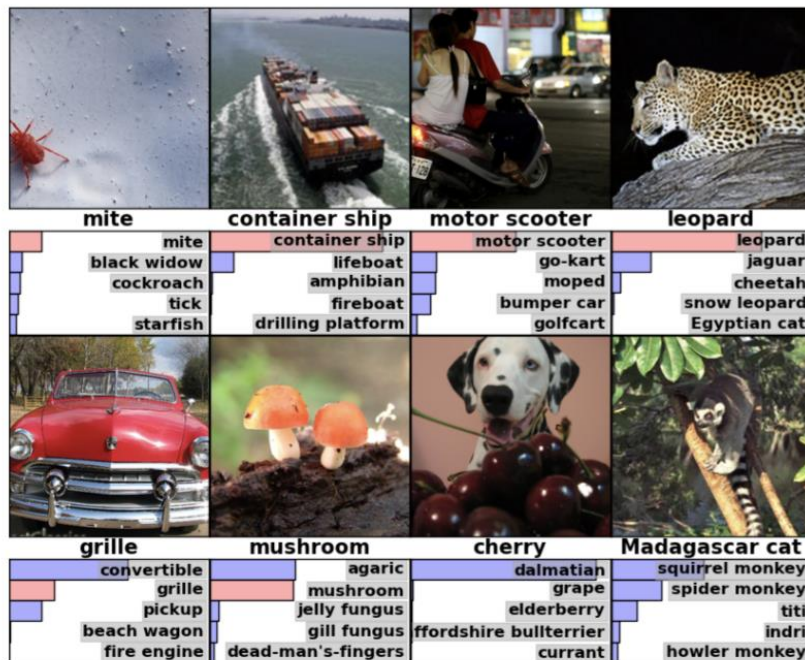 mite
container ship
motor scooter
leopard
mite
black widow
cockroach
tick
starfish
container ship
lifeboat
amphibian
fireboat
drilling platform
motor scooter
go-kart
moped
bumper car
golfcart
leopard
jaguar
cheetah
snow leopard
Egyptian cat
grille
mushroom
cherry
Madagascar cat
convertible
grille
pickup
beach wagon
fire engine
agaric
mushroom
jelly fungus
gill fungus
dead-man's-fingers
dalmatian
grape
elderberry
ffordshire bullterrier
currant
squirrel monkey
spider monkey
titi
indri
howler monkey